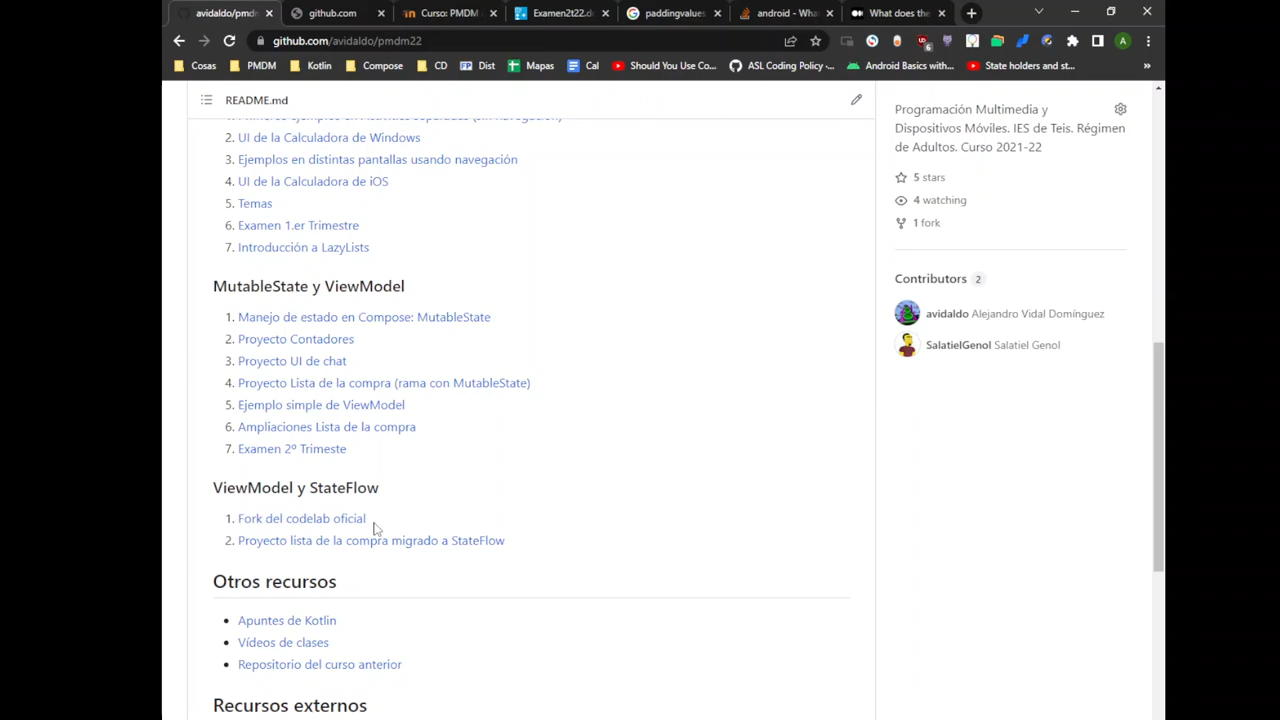 avidaldo/pmd
github.com
Curso: PMDM
Examen2t22.d
paddingvalues
android - Wha
What does the
github.com/avidaldo/pmdm22
6
A
Cosas
PDMM
Kotlin
Compose
CD
FP Dist
Mapas
Cal
Should You Use Co...
ASL Coding Policy -...
Android Basics with...
State holders and st...
»
README.md
2. UI de la Calculadora de Windows
3. Ejemplos en distintas pantallas usando navegación
4. UI de la Calculadora de iOS
5. Temas
6. Examen 1.er Trimestre
7. Introducción a LazyLists
MutableState y ViewModel
1. Manejo de estado en Compose: MutableState
2. Proyecto Contadores
3. Proyecto UI de chat
4. Proyecto Lista de la compra (rama con MutableState)
5. Ejemplo simple de ViewModel
6. Ampliaciones Lista de la compra
7. Examen 2º Trimeste
ViewModel y StateFlow
1. Fork del codelab oficial
2. Proyecto lista de la compra migrado a StateFlow
Otros recursos
Apuntes de Kotlin
Vídeos de clases
Repositorio del curso anterior
Recursos externos
Programación Multimedia y
Dispositivos Móviles. IES de Teis. Régimen
de Adultos. Curso 2021-22
5 stars
4 watching
1 fork
Contributors 2
avidaldo Alejandro Vidal Domínguez
SalatielGenol Salatiel Genol